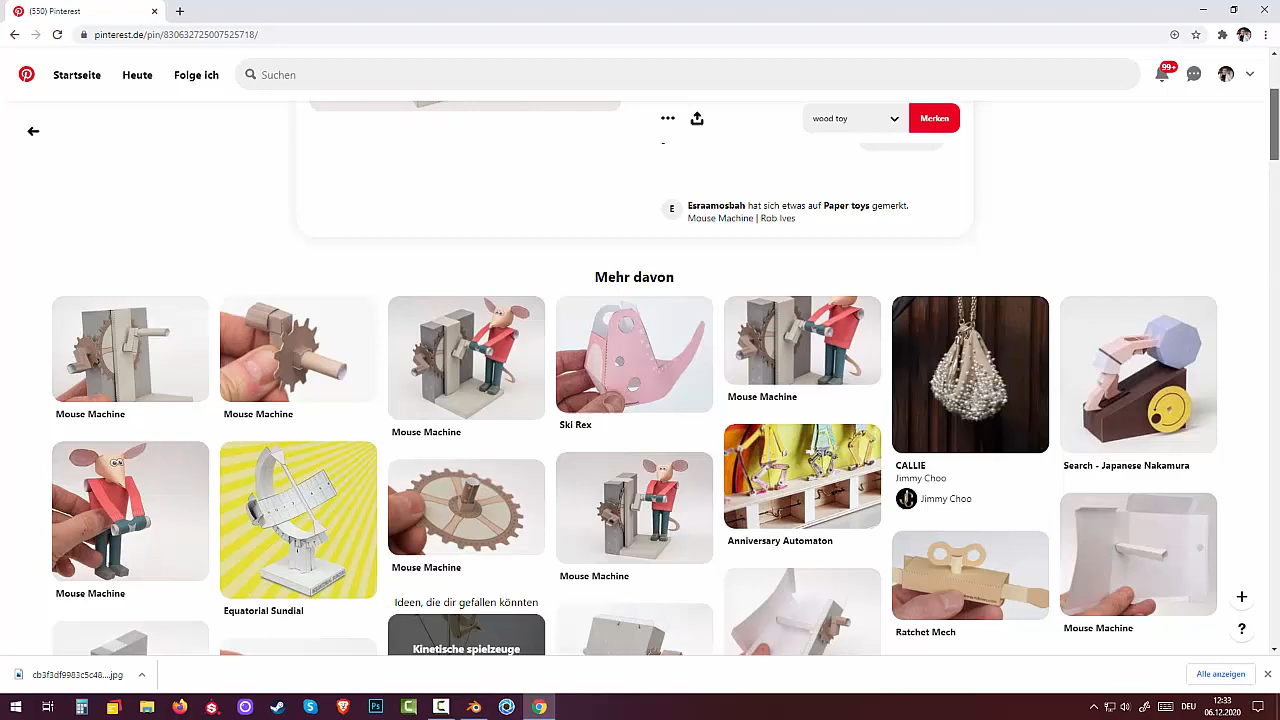 (550) Pinterest
pinterest.de/pin/830632725007525718/
Startseite
Heute
Folge ich
Suchen
99+
wood toy
Merken
E
Esraamosbah hat sich etwas auf Paper toys gemerkt.
Mouse Machine | Rob Ives
Mehr davon
Mouse Machine
Mouse Machine
Mouse Machine
Ski Rex
Mouse Machine
CALLIE
Jimmy Choo
Jimmy Choo
Search - Japanese Nakamura
Mouse Machine
Equatorial Sundial
Mouse Machine
Mouse Machine
Anniversary Automaton
Ratchet Mech
Mouse Machine
Ideen, die dir gefallen könnten
Kinetische spielzeuge
?
cb3f3df9983c5c48....jpg
Alle anzeigen
12:33
06.12.2020